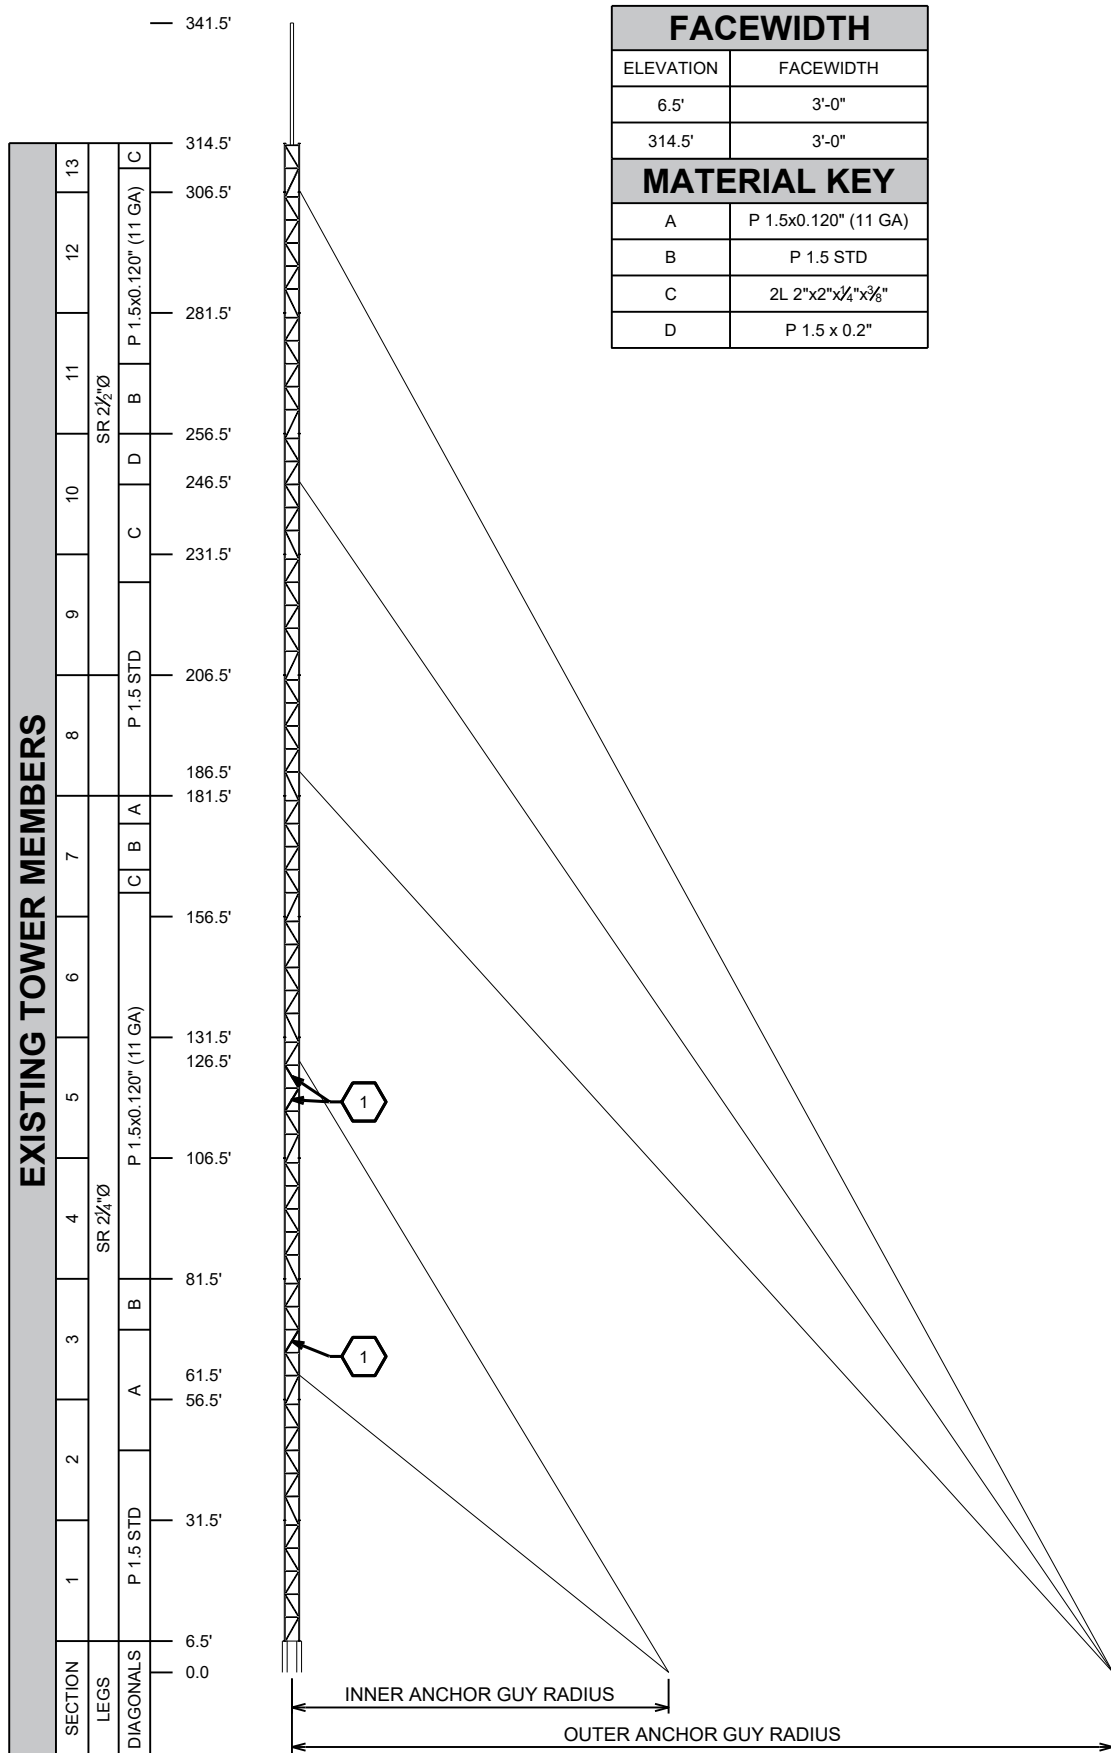 341.5'
314.5'
306.5'
281.5'
256.5'
246.5'
231.5'
206.5'
186.5'
181.5'
156.5'
131.5'
126.5'
106.5'
81.5'
61.5'
56.5'
31.5'
6.5'
0.0
FACEWIDTH
ELEVATION FACEWIDTH
6.5' 3'-0"
314.5' 3'-0"
MATERIAL KEY
A P 1.5x0.120" (11 GA)
B P 1.5 STD
C 2L 2"x2"x1/4"x3/8"
D P 1.5 x 0.2"
EXISTING TOWER MEMBERS
SECTION 1 2 3 4 5 6 7 8 9 10 11 12 13
LEGS SR 2 1/4"Ø SR 2 1/2"Ø
DIAGONALS P 1.5 STD A B P 1.5x0.120" (11 GA) C B A P 1.5 STD C D B P 1.5x0.120" (11 GA) C
1
1
INNER ANCHOR GUY RADIUS
OUTER ANCHOR GUY RADIUS